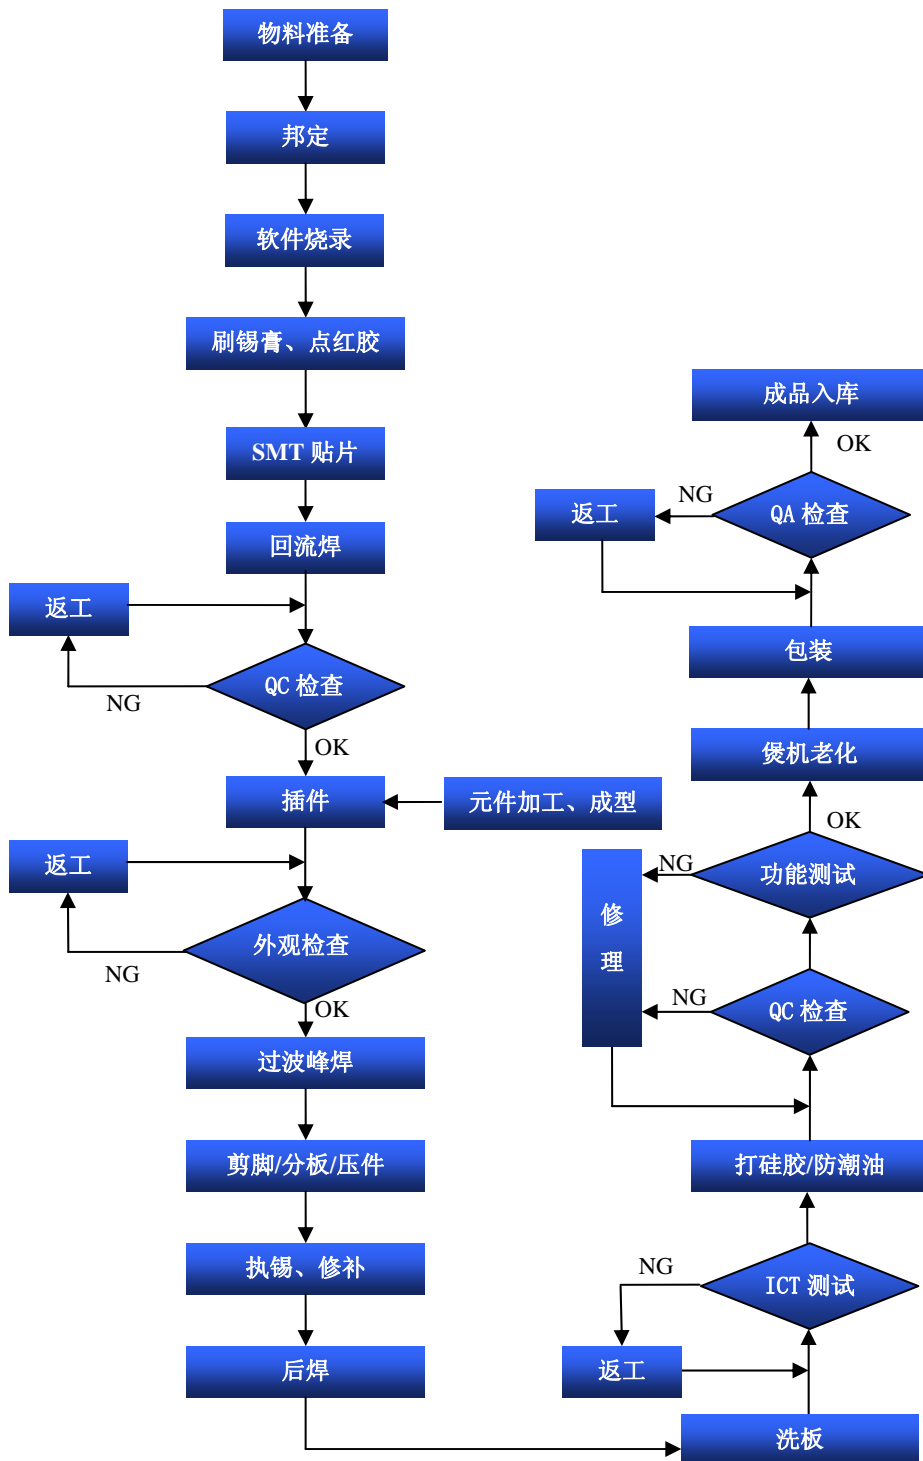 物料准备
邦定
软件烧录
刷锡膏、点红胶
SMT 贴片
回流焊
返工
QC 检查
NG
OK
插件
元件加工、成型
返工
外观检查
NG
OK
过波峰焊
剪脚/分板/压件
执锡、修补
后焊
成品入库
OK
NG
返工
QA 检查
包装
煲机老化
OK
NG
功能测试
修
理
NG
QC 检查
打硅胶/防潮油
NG
ICT 测试
返工
洗板